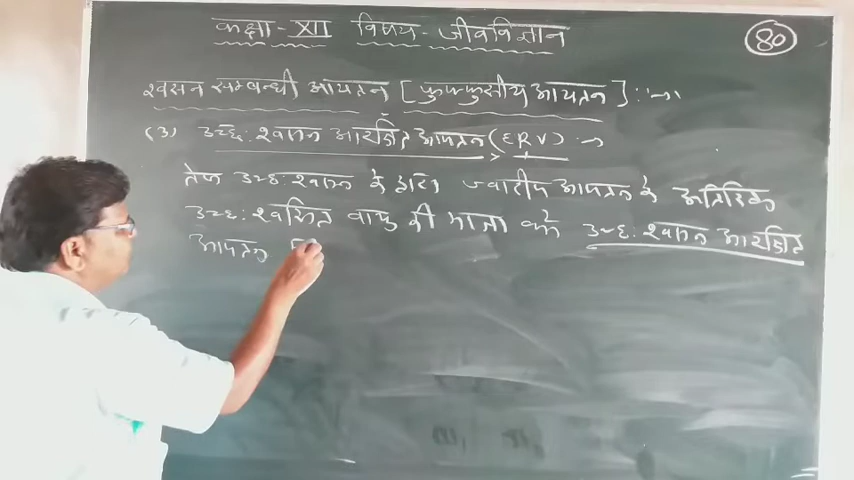 कक्षा - XII विषय - जीवविज्ञान
80
श्वसन सम्बन्धी आयतन [फुफ्फुसीय आयतन] :-
(3) उच्छ: श्वसन आरक्षित आयतन (ERV) :-
तेज उच्छ: श्वसन के द्वारा ज्वारीय आयतन के अतिरिक्त
उच्छ: श्वसित वायु की मात्रा को उच्छ: श्वसन आरक्षित
आयतन